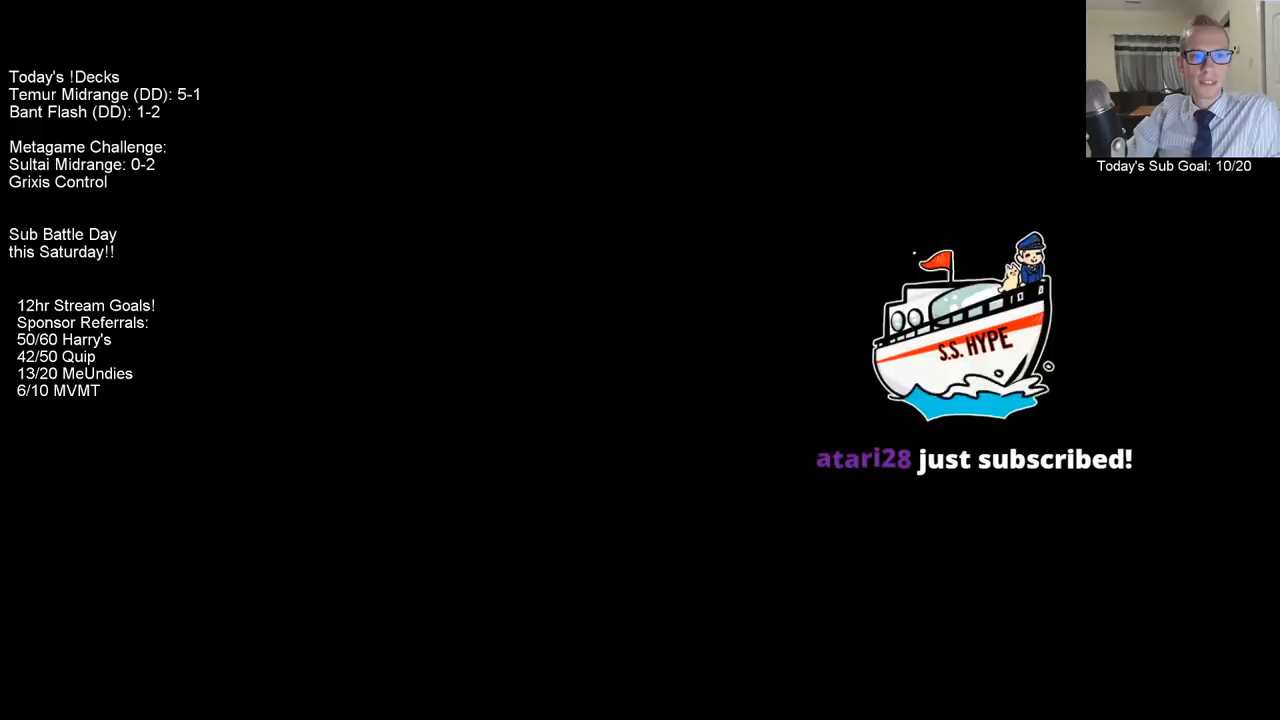 Today's !Decks
Temur Midrange (DD): 5-1
Bant Flash (DD): 1-2
Metagame Challenge:
Sultai Midrange: 0-2
Grixis Control
Sub Battle Day
this Saturday!!
12hr Stream Goals!
Sponsor Referrals:
50/60 Harry's
42/50 Quip
13/20 MeUndies
6/10 MVMT
Today's Sub Goal: 10/20
S.S. HYPE
atari28 just subscribed!